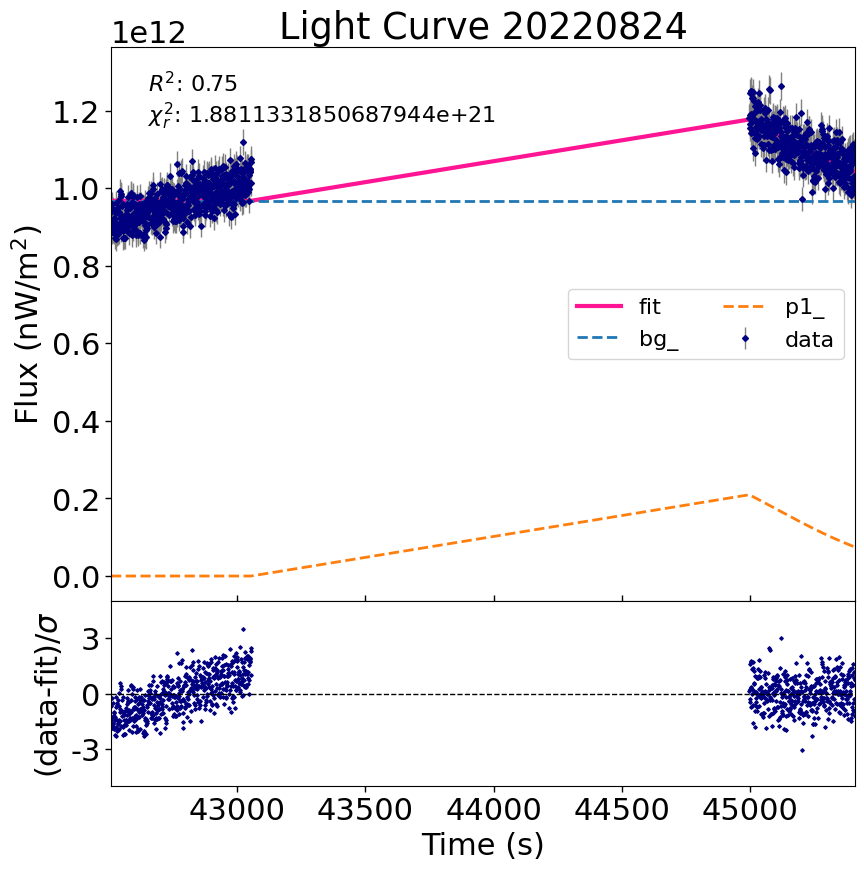 Light Curve 20220824
1e12
R²: 0.75
χ²ᵣ: 1.8811331850687944e+21
1.2
1.0
0.8
0.6
0.4
0.2
0.0
Flux (nW/m²)
fit
bg_
p1_
data
3
0
-3
(data-fit)/σ
43000 43500 44000 44500 45000
Time (s)